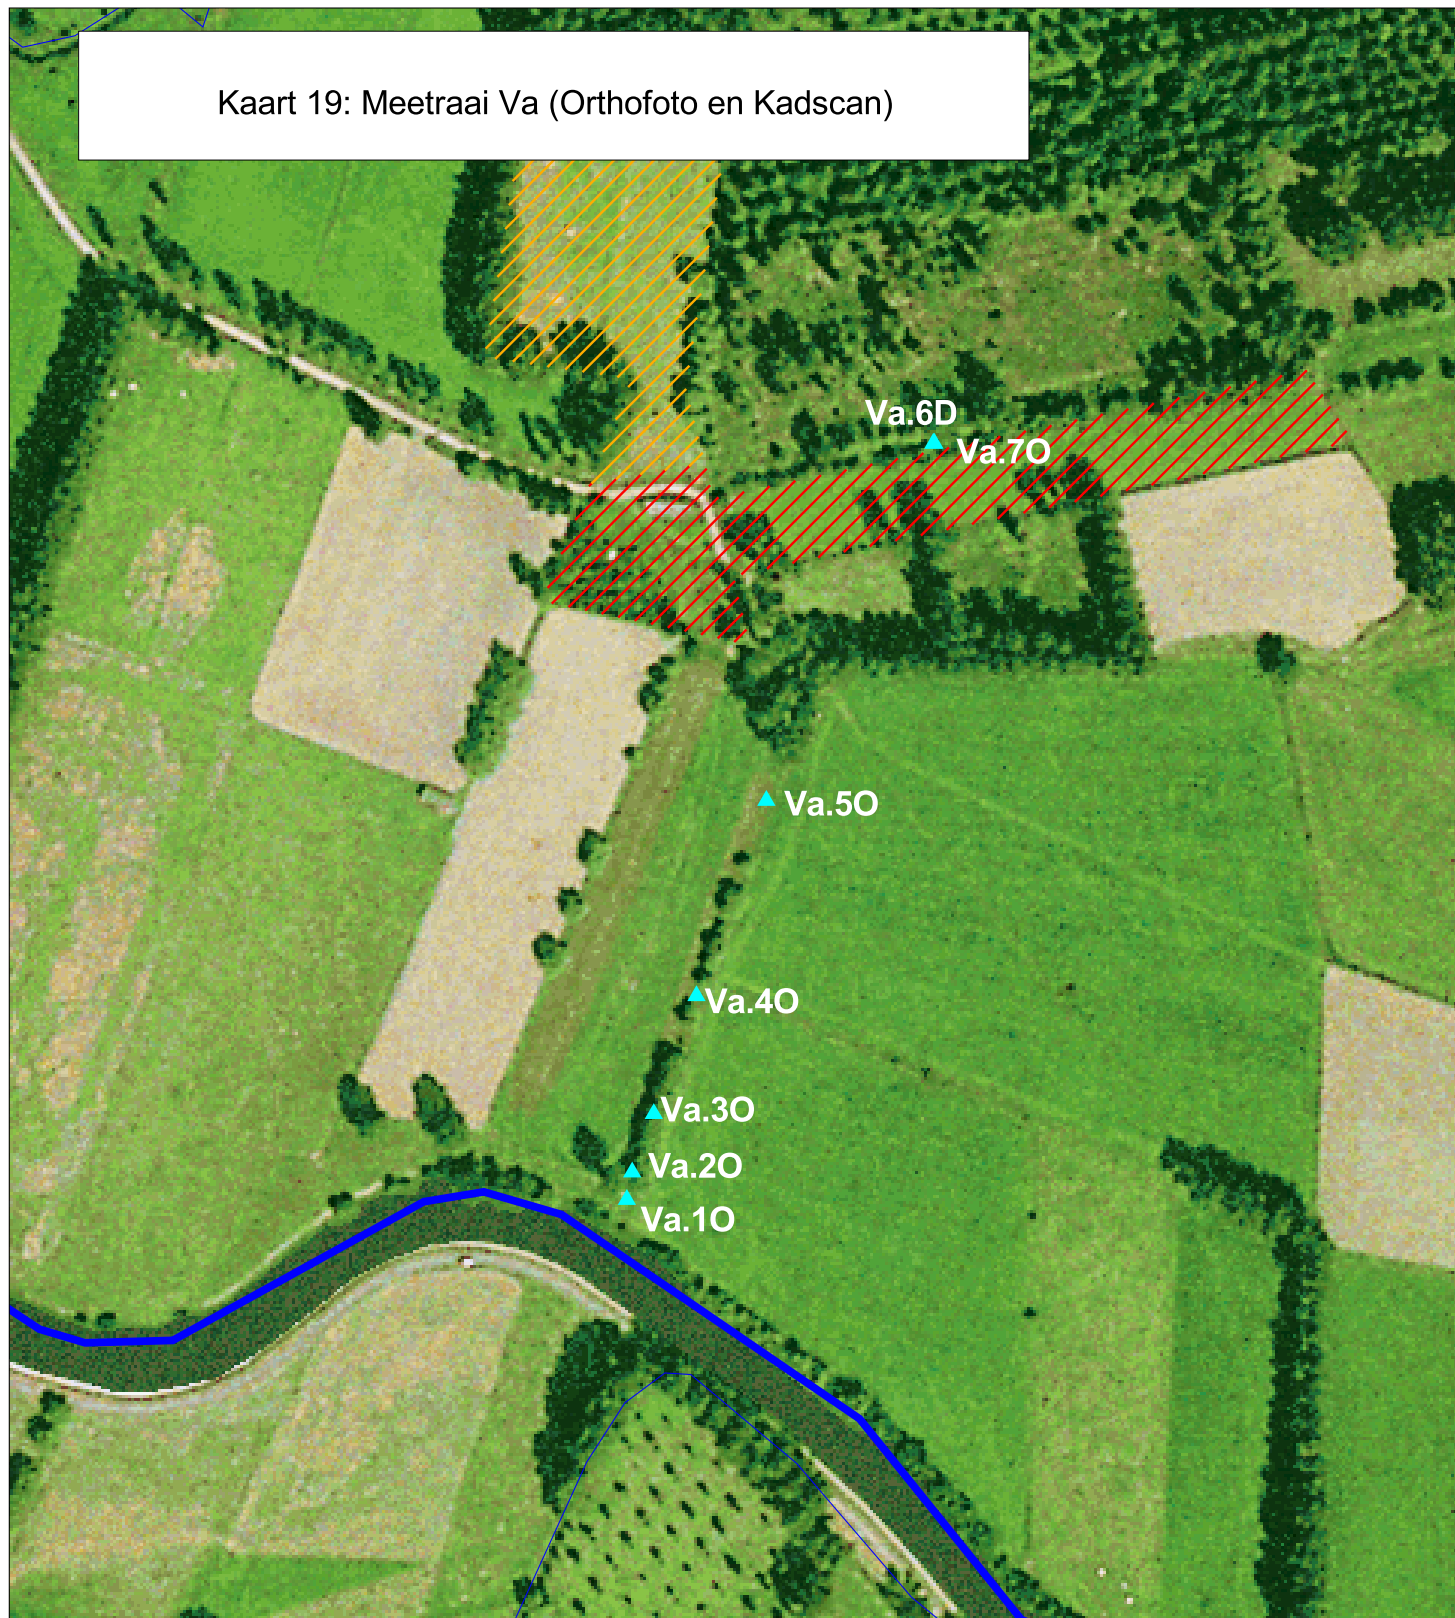 Kaart 19: Meetraai Va (Orthofoto en Kadscan)
Va.6D
Va.7O
Va.5O
Va.4O
Va.3O
Va.2O
Va.1O